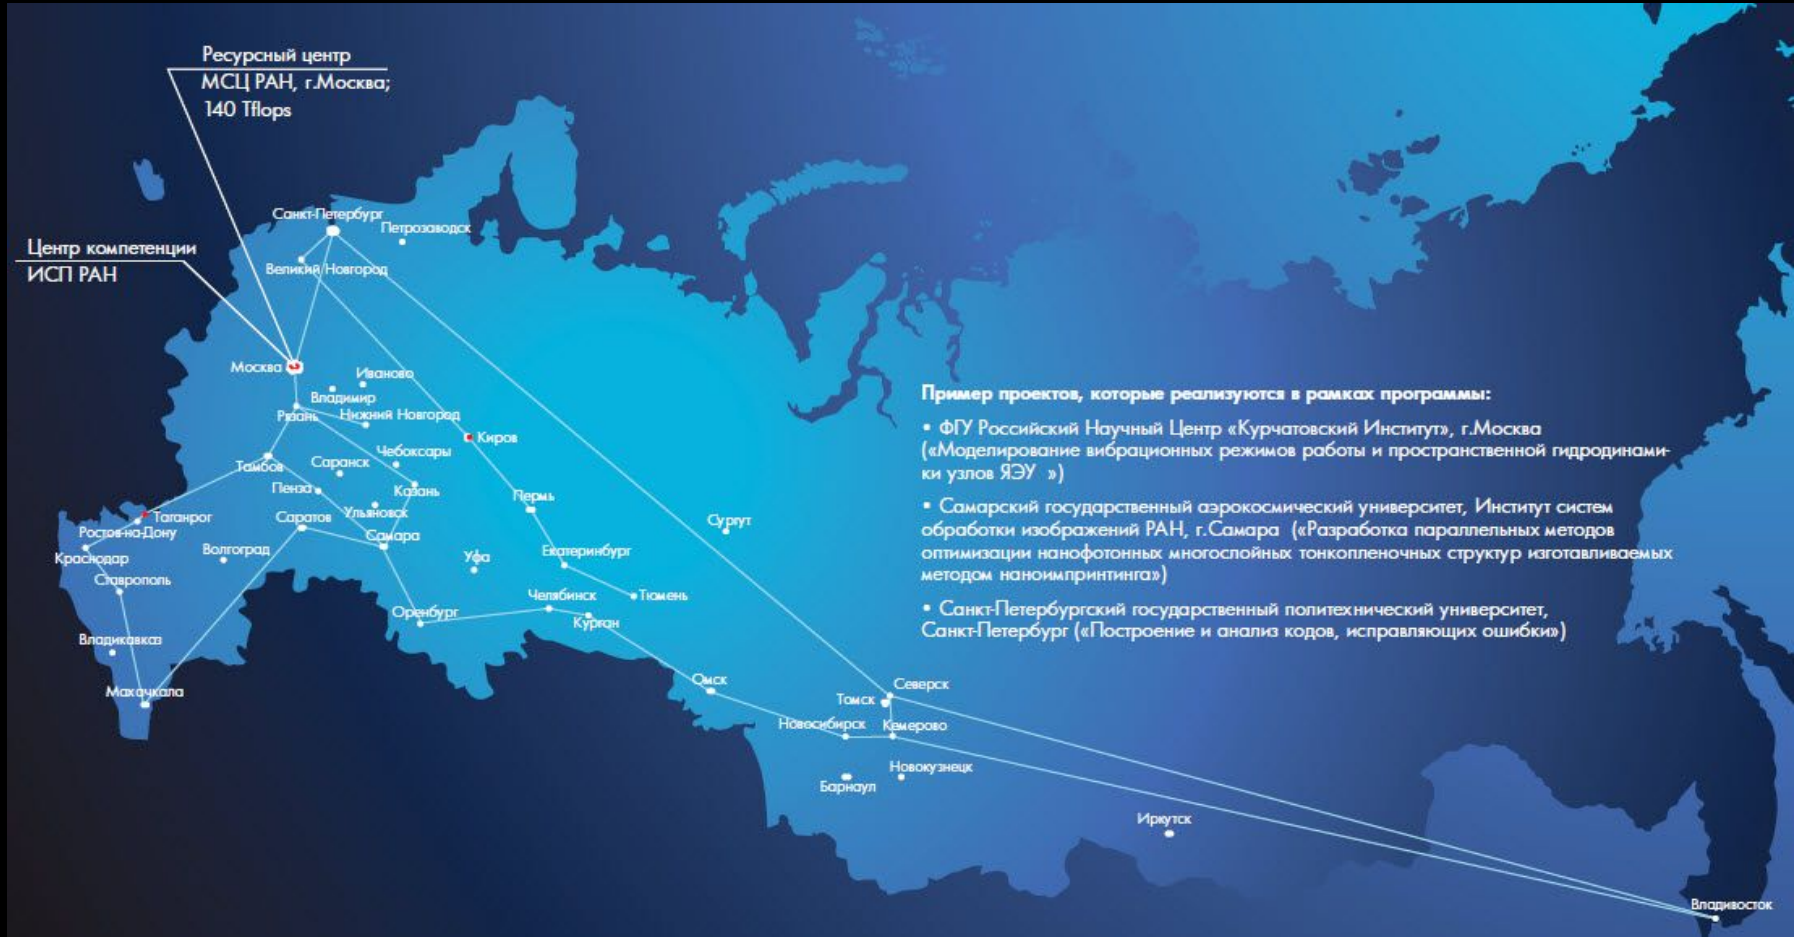 Ресурсный центр
МСЦ РАН, г.Москва;
140 Tflops
Центр компетенции
ИСП РАН
Санкт-Петербург
Петрозаводск
Великий Новгород
Москва
Иваново
Владимир
Рязань
Нижний Новгород
Киров
Чебоксары
Тамбов
Саранск
Пенза
Казань
Пермь
Ульяновск
Таганрог
Саратов
Сургут
Ростов-на-Дону
Самара
Краснодар
Волгоград
Уфа
Екатеринбург
Ставрополь
Челябинск
Тюмень
Оренбург
Курган
Владикавказ
Махачкала
Омск
Северск
Томск
Новосибирск
Кемерово
Новокузнецк
Барнаул
Иркутск
Владивосток
Пример проектов, которые реализуются в рамках программы:
• ФГУ Российский Научный Центр «Курчатовский Институт», г.Москва
(«Моделирование вибрационных режимов работы и пространственной гидродинами-
ки узлов ЯЭУ »)
• Самарский государственный аэрокосмический университет, Институт систем
обработки изображений РАН, г.Самара («Разработка параллельных методов
оптимизации нанофотонных многослойных тонкопленочных структур изготавливаемых
методом наноимпринтинга»)
• Санкт-Петербургский государственный политехнический университет,
Санкт-Петербург («Построение и анализ кодов, исправляющих ошибки»)